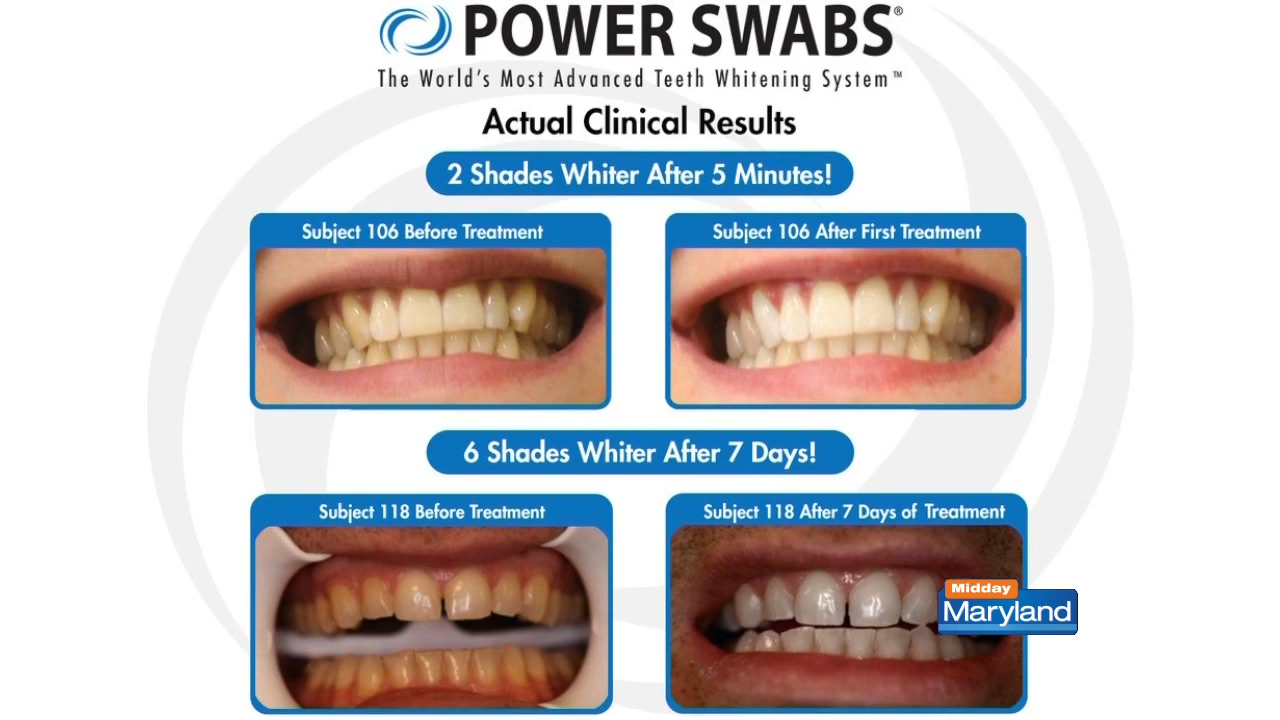 POWER SWABS®
The World's Most Advanced Teeth Whitening System™
Actual Clinical Results
2 Shades Whiter After 5 Minutes!
Subject 106 Before Treatment
Subject 106 After First Treatment
6 Shades Whiter After 7 Days!
Subject 118 Before Treatment
Subject 118 After 7 Days of Treatment
Midday
Maryland